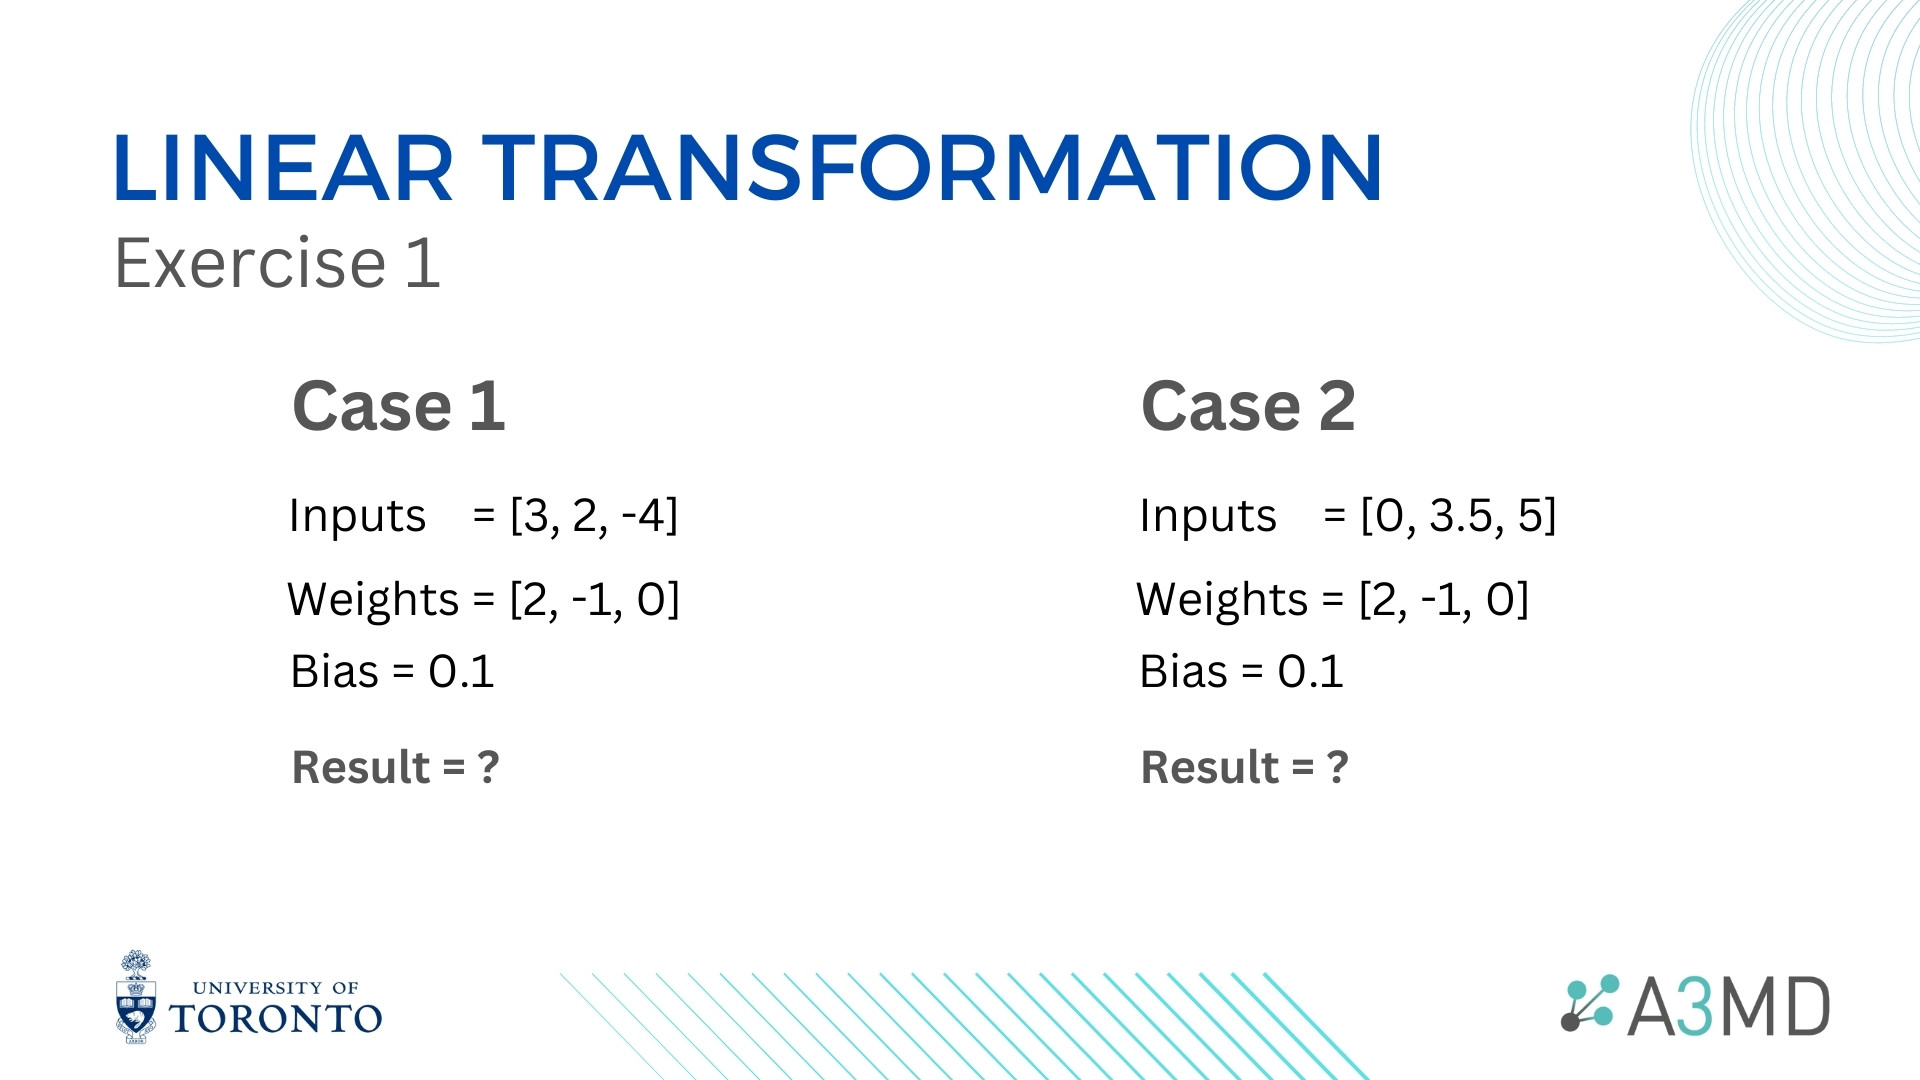 LINEAR TRANSFORMATION
Exercise 1
Case 1
Inputs = [3, 2, -4]
Weights = [2, -1, 0]
Bias = 0.1
Result = ?
Case 2
Inputs = [0, 3.5, 5]
Weights = [2, -1, 0]
Bias = 0.1
Result = ?
UNIVERSITY OF
TORONTO
A3MD